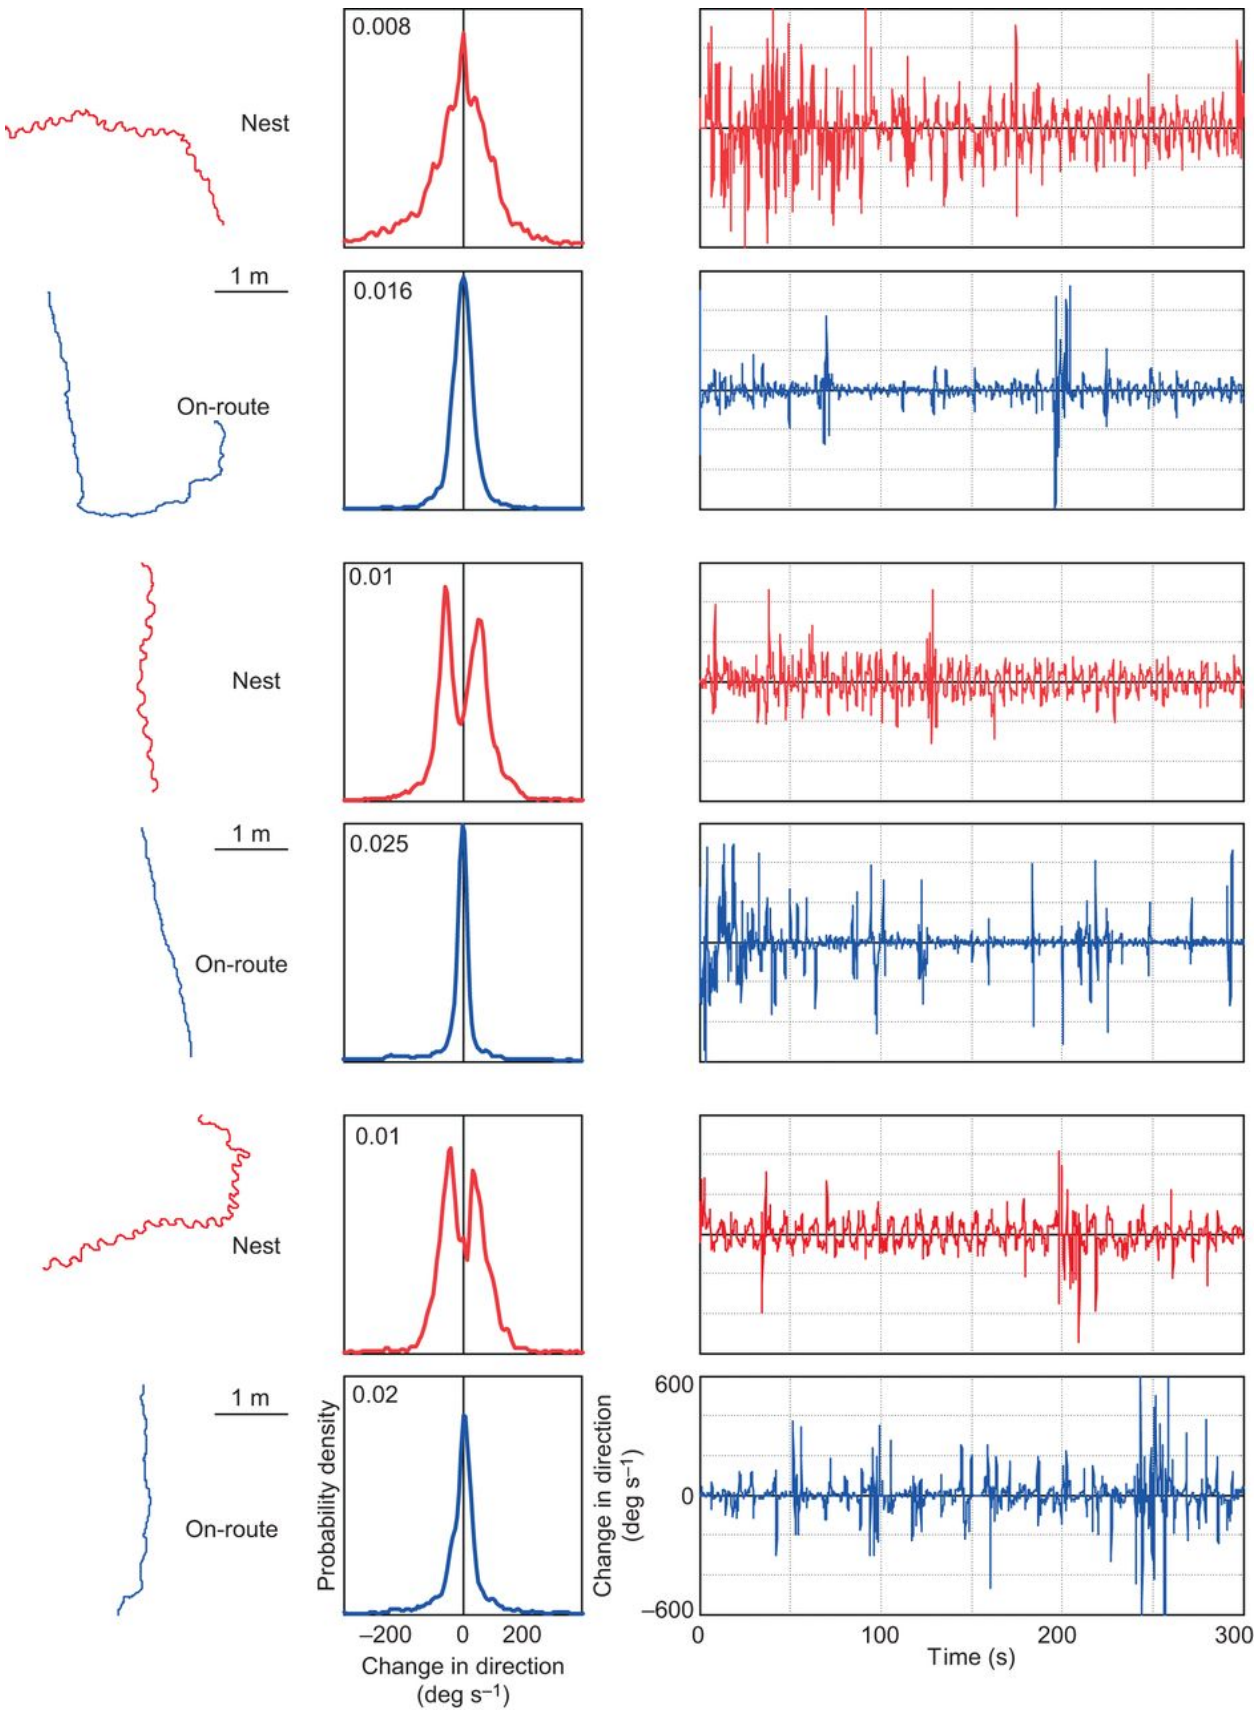 0.008
Nest
1 m
0.016
On-route
0.01
Nest
1 m
0.025
On-route
0.01
Nest
1 m
0.02
On-route
Probability density
–200 0 200
Change in direction
(deg s–1)
Change in direction
(deg s–1)
600
0
–600
0 100 200 300
Time (s)